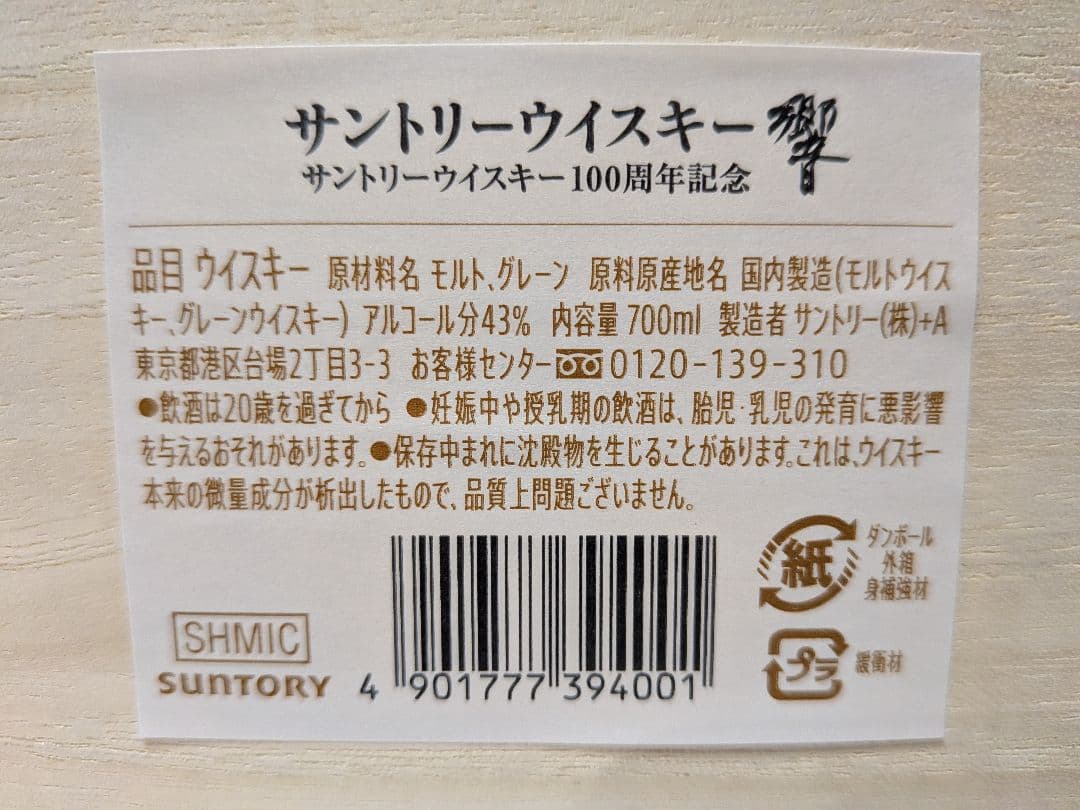 サントリーウイスキー 響
サントリーウイスキー100周年記念
品目 ウイスキー 原材料名 モルト、グレーン 原料原産地名 国内製造(モルトウイス
キー、グレーンウイスキー) アルコール分43% 内容量 700ml 製造者 サントリー(株)+A
東京都港区台場2丁目3-3 お客様センター 0120-139-310
●飲酒は20歳を過ぎてから ●妊娠中や授乳期の飲酒は、胎児・乳児の発育に悪影響
を与えるおそれがあります。●保存中まれに沈殿物を生じることがあります。これは、ウイスキー
本来の微量成分が析出したもので、品質上問題ございません。
紙
ダンボール
外箱
身補強材
プラ
緩衝材
SHMIC
SUNTORY
4 901777 394001